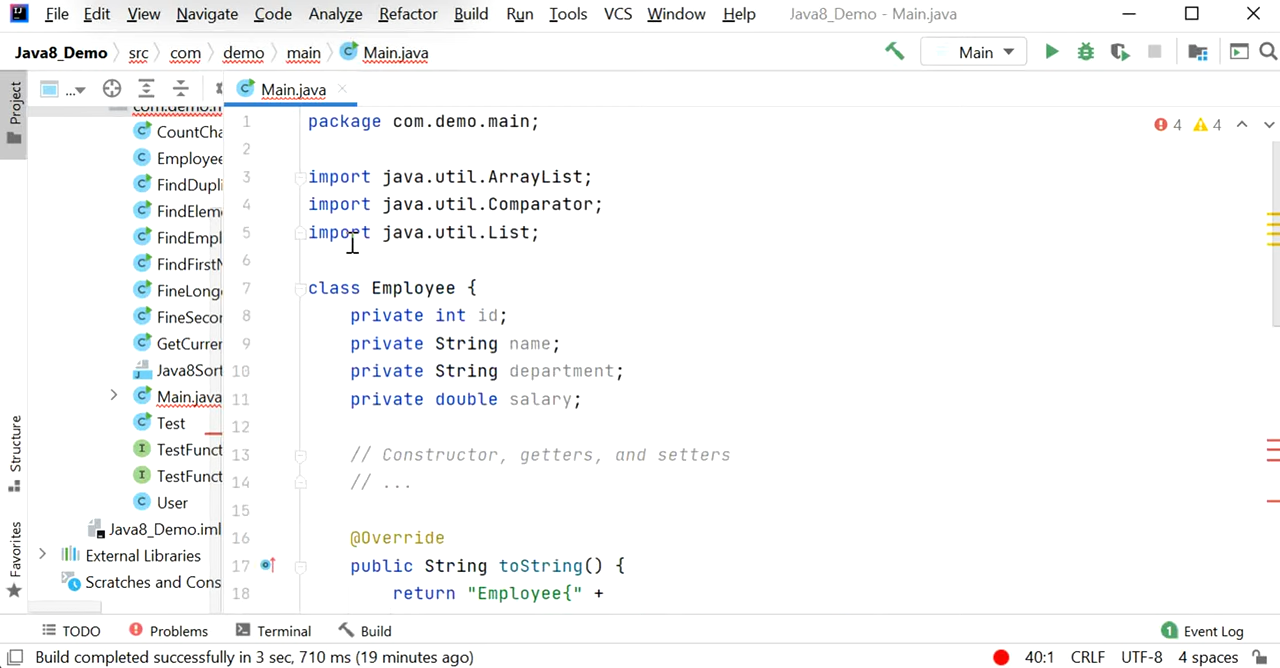 File Edit View Navigate Code Analyze Refactor Build Run Tools VCS Window Help Java8_Demo - Main.java
Java8_Demo src com demo main Main.java Main
Project
... Main.java
com.demo.m
CountCha
Employee
FindDupli
FindElem
FindEmpl
FindFirstN
FineLonge
FineSecor
GetCurrer
Java8Sort
Main.java
Test
TestFunct
TestFunct
User
Java8_Demo.iml
External Libraries
Scratches and Cons
Structure
Favorites
4 4
1 package com.demo.main;
2
3 import java.util.ArrayList;
4 import java.util.Comparator;
5 import java.util.List;
6
7 class Employee {
8 private int id;
9 private String name;
10 private String department;
11 private double salary;
12
13 // Constructor, getters, and setters
14 // ...
15
16 @Override
17 public String toString() {
18 return "Employee{" +
TODO Problems Terminal Build 1 Event Log
Build completed successfully in 3 sec, 710 ms (19 minutes ago) 40:1 CRLF UTF-8 4 spaces